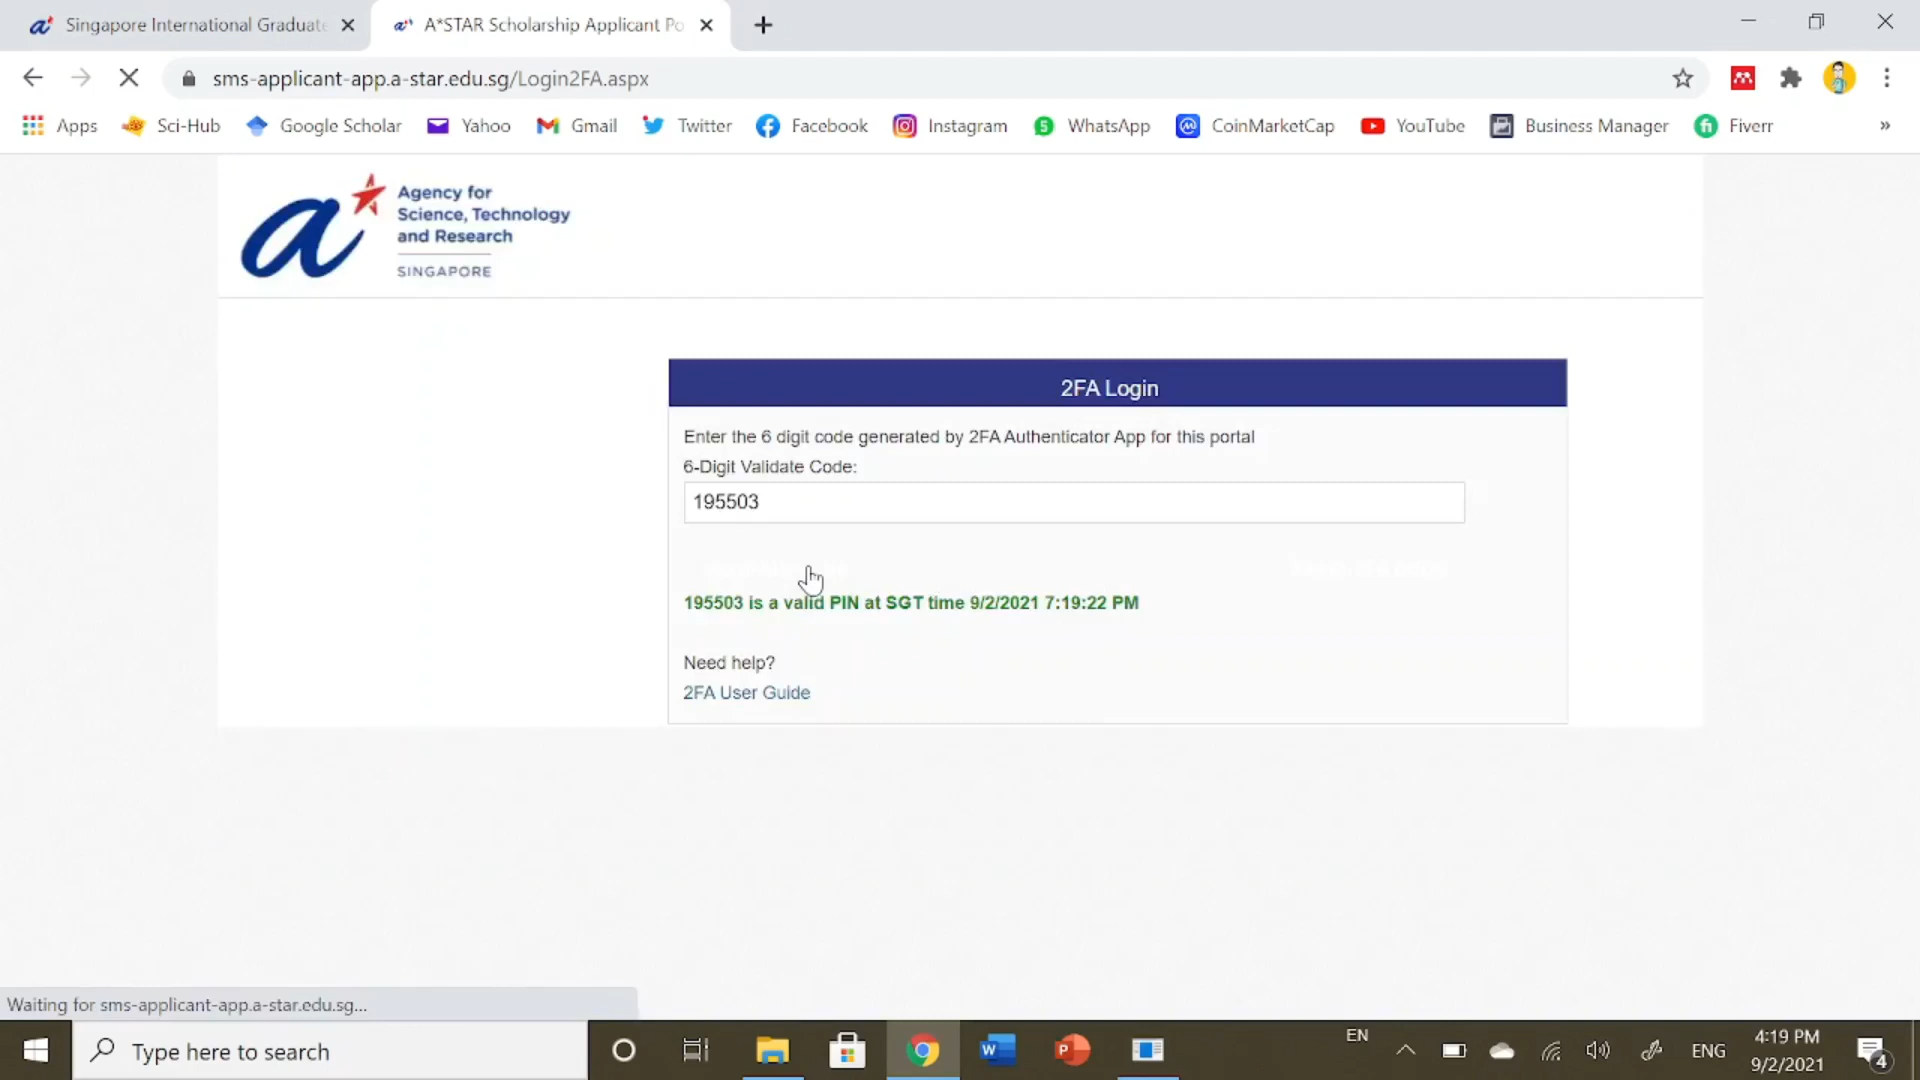 Singapore International Graduate
A*STAR Scholarship Applicant Po
sms-applicant-app.a-star.edu.sg/Login2FA.aspx
Apps
Sci-Hub
Google Scholar
Yahoo
Gmail
Twitter
Facebook
Instagram
WhatsApp
CoinMarketCap
YouTube
Business Manager
Fiverr
»
Agency for
Science, Technology
and Research
SINGAPORE
2FA Login
Enter the 6 digit code generated by 2FA Authenticator App for this portal
6-Digit Validate Code:
195503
195503 is a valid PIN at SGT time 9/2/2021 7:19:22 PM
Need help?
2FA User Guide
Waiting for sms-applicant-app.a-star.edu.sg...
Type here to search
EN
ENG
4:19 PM
9/2/2021
4